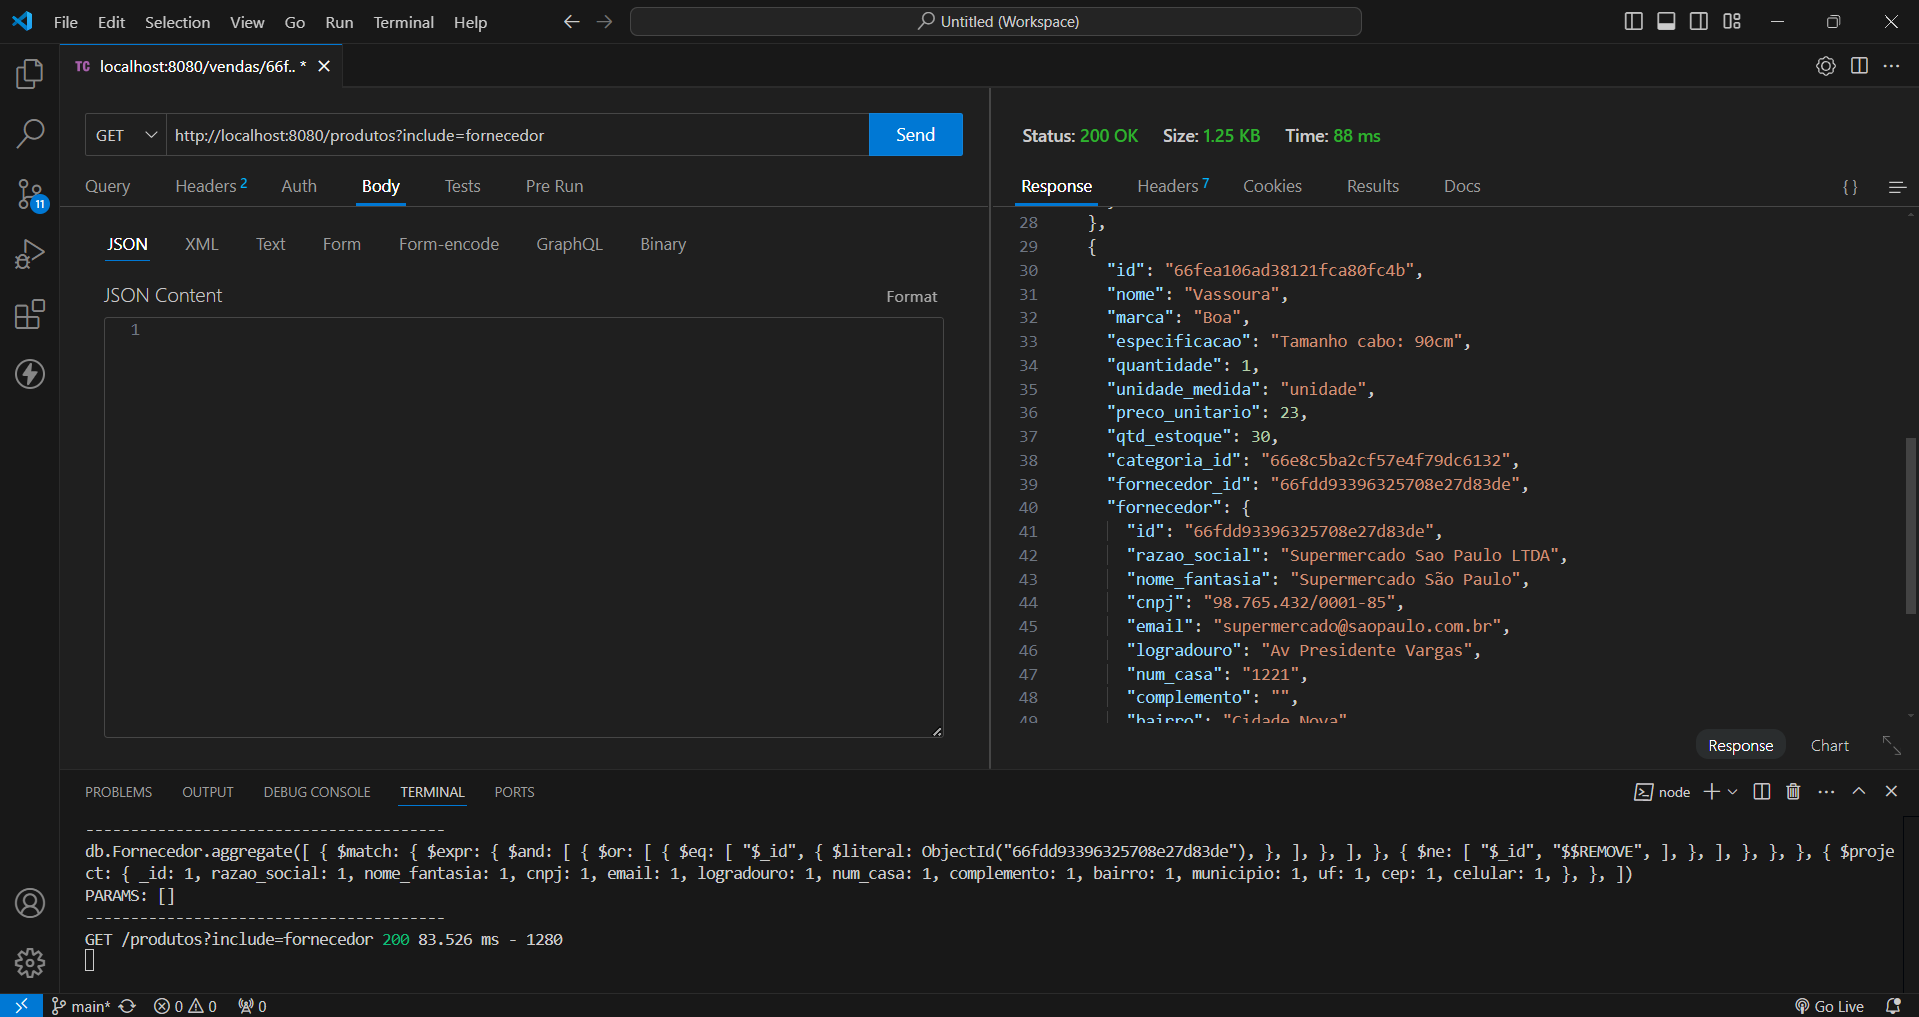 File Edit Selection View Go Run Terminal Help Untitled (Workspace)
TC localhost:8080/vendas/66f.. *
GET http://localhost:8080/produtos?include=fornecedor Send
Query Headers 2 Auth Body Tests Pre Run
JSON XML Text Form Form-encode GraphQL Binary
JSON Content Format
1
Status: 200 OK Size: 1.25 KB Time: 88 ms
Response Headers 7 Cookies Results Docs {}
28 },
29 {
30 "id": "66fea106ad38121fca80fc4b",
31 "nome": "Vassoura",
32 "marca": "Boa",
33 "especificacao": "Tamanho cabo: 90cm",
34 "quantidade": 1,
35 "unidade_medida": "unidade",
36 "preco_unitario": 23,
37 "qtd_estoque": 30,
38 "categoria_id": "66e8c5ba2cf57e4f79dc6132",
39 "fornecedor_id": "66fdd93396325708e27d83de",
40 "fornecedor": {
41 "id": "66fdd93396325708e27d83de",
42 "razao_social": "Supermercado Sao Paulo LTDA",
43 "nome_fantasia": "Supermercado São Paulo",
44 "cnpj": "98.765.432/0001-85",
45 "email": "supermercado@saopaulo.com.br",
46 "logradouro": "Av Presidente Vargas",
47 "num_casa": "1221",
48 "complemento": "",
49 "bairro": "Cidade Nova"
Response Chart
11
PROBLEMS OUTPUT DEBUG CONSOLE TERMINAL PORTS node
----------------------------------------
db.Fornecedor.aggregate([ { $match: { $expr: { $and: [ { $or: [ { $eq: [ "$_id", { $literal: ObjectId("66fdd93396325708e27d83de"), }, ], }, ], }, { $ne: [ "$_id", "$$REMOVE", ], }, ], }, }, }, { $proje
ct: { _id: 1, razao_social: 1, nome_fantasia: 1, cnpj: 1, email: 1, logradouro: 1, num_casa: 1, complemento: 1, bairro: 1, municipio: 1, uf: 1, cep: 1, celular: 1, }, }, ])
PARAMS: []
----------------------------------------
GET /produtos?include=fornecedor 200 83.526 ms - 1280
main* 0 0 0 Go Live